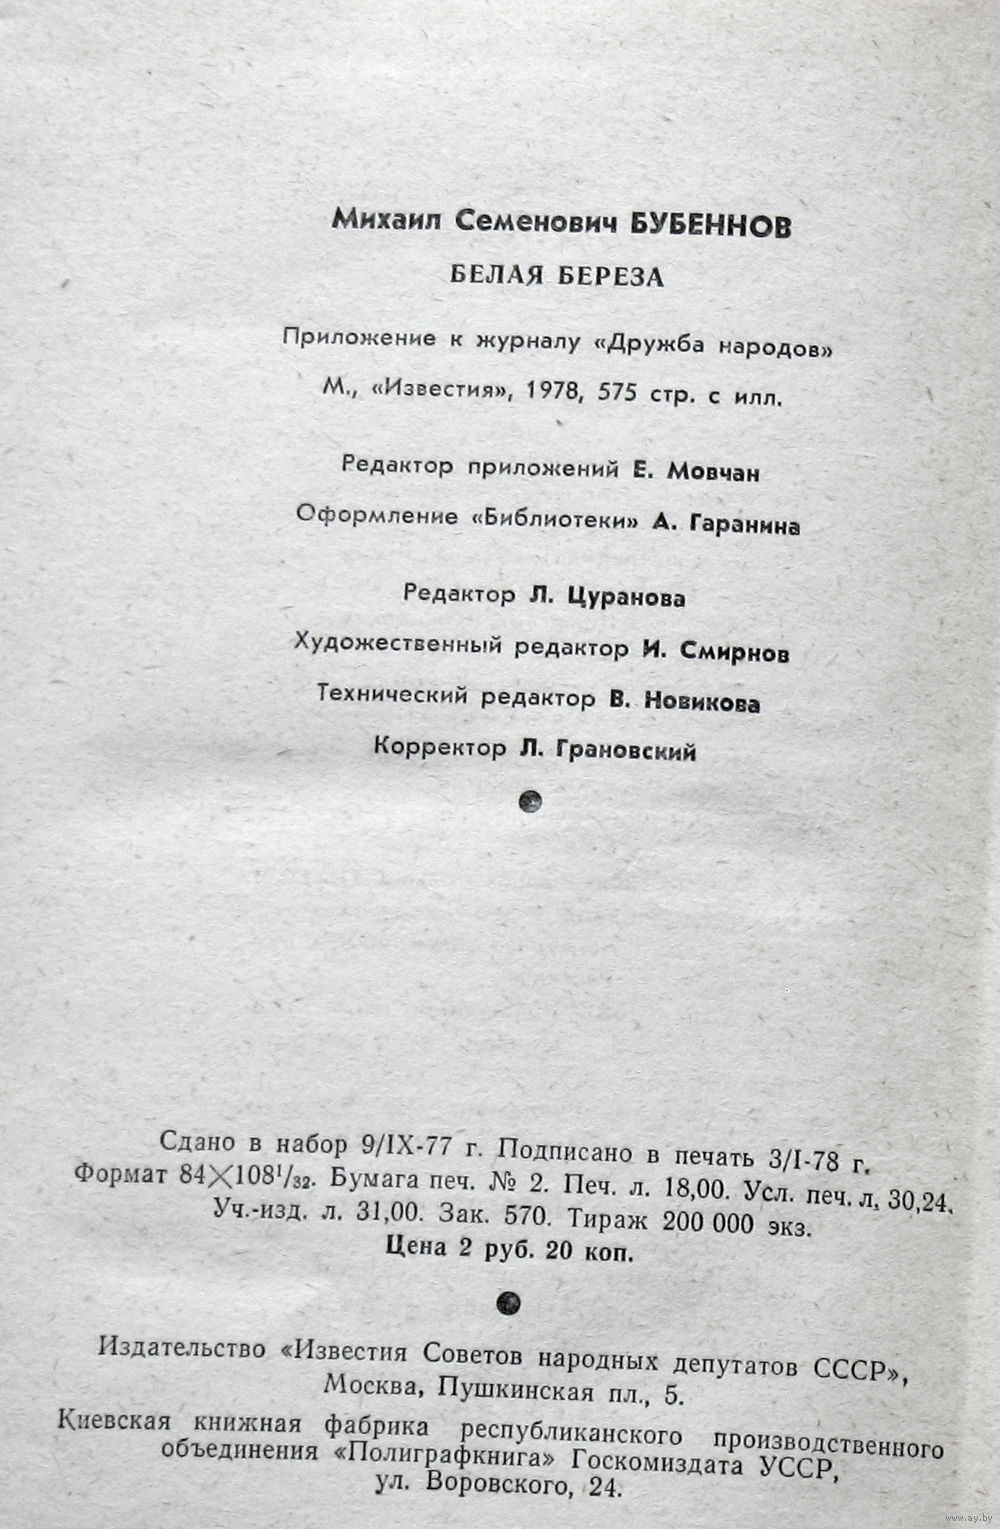 Михаил Семенович БУБЕННОВ
БЕЛАЯ БЕРЕЗА
Приложение к журналу «Дружба народов»
М., «Известия», 1978, 575 стр. с илл.
Редактор приложений Е. Мовчан
Оформление «Библиотеки» А. Гаранина
Редактор Л. Цуранова
Художественный редактор И. Смирнов
Технический редактор В. Новикова
Корректор Л. Грановский
Сдано в набор 9/IX-77 г. Подписано в печать 3/I-78 г.
Формат 84×108¹/₃₂. Бумага печ. № 2. Печ. л. 18,00. Усл. печ. л. 30,24.
Уч.-изд. л. 31,00. Зак. 570. Тираж 200 000 экз.
Цена 2 руб. 20 коп.
Издательство «Известия Советов народных депутатов СССР»,
Москва, Пушкинская пл., 5.
Киевская книжная фабрика республиканского производственного
объединения «Полиграфкнига» Госкомиздата УССР,
ул. Воровского, 24.
www.ay.by